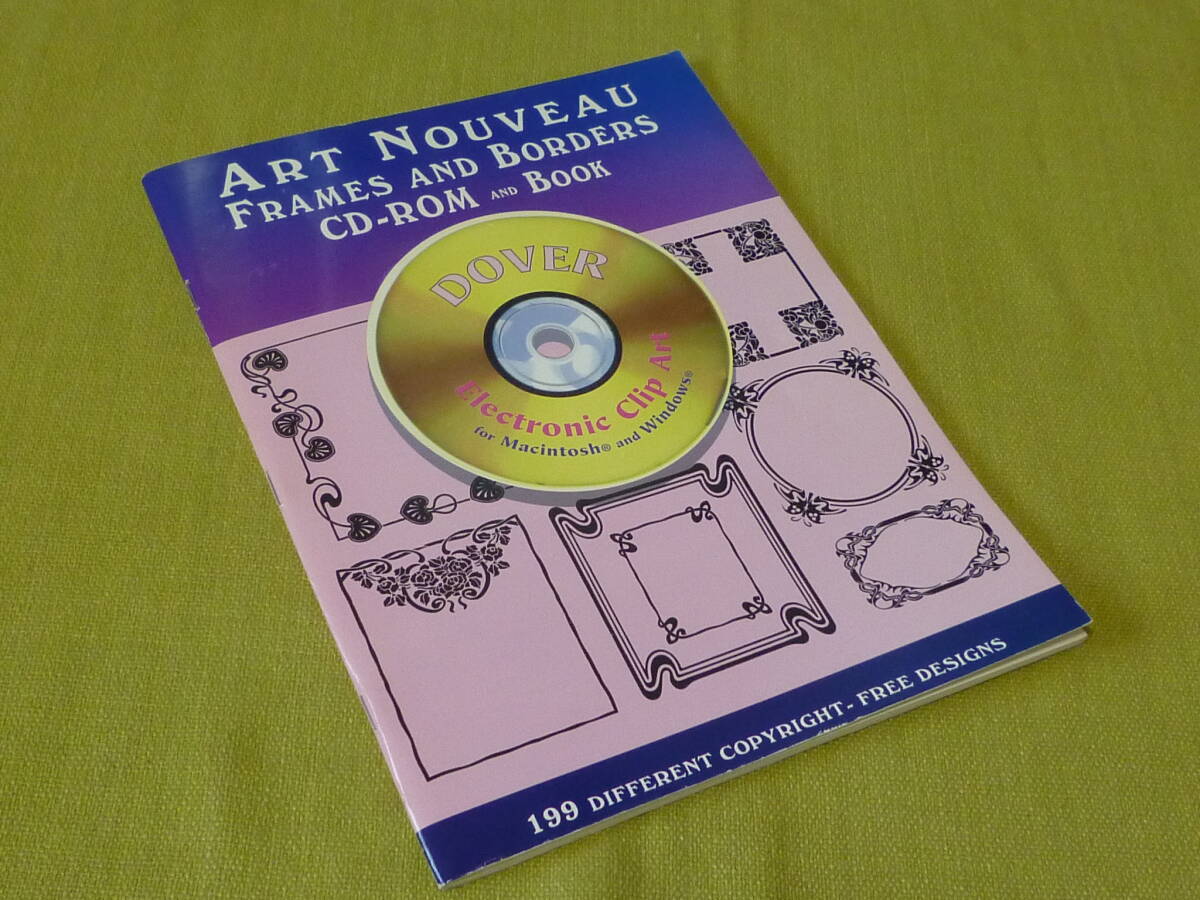 ART NOUVEAU
FRAMES AND BORDERS
CD-ROM AND BOOK
DOVER
Electronic Clip Art
for Macintosh® and Windows®
199 DIFFERENT COPYRIGHT-FREE DESIGNS